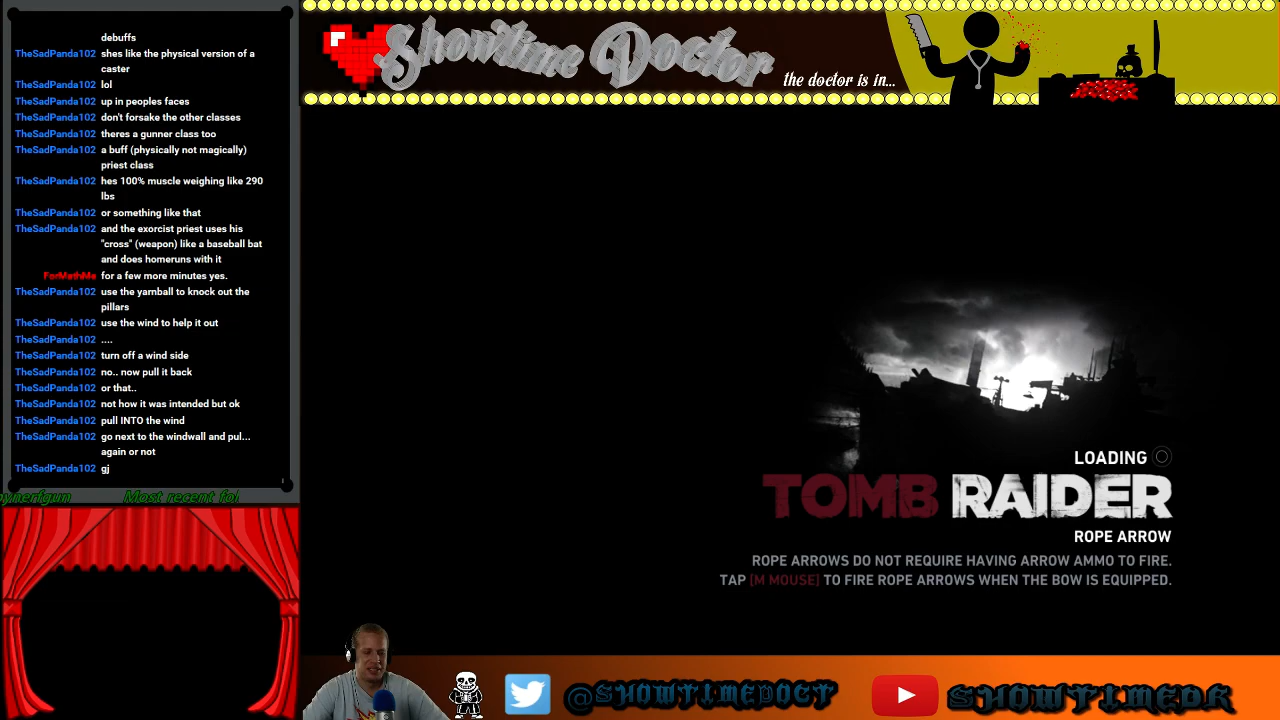 debuffs
TheSadPanda102 shes like the physical version of a
caster
TheSadPanda102 lol
TheSadPanda102 up in peoples faces
TheSadPanda102 don't forsake the other classes
TheSadPanda102 theres a gunner class too
TheSadPanda102 a buff (physically not magically)
priest class
TheSadPanda102 hes 100% muscle weighing like 290
lbs
TheSadPanda102 or something like that
TheSadPanda102 and the exorcist priest uses his
"cross" (weapon) like a baseball bat
and does homeruns with it
ForMathMe for a few more minutes yes.
TheSadPanda102 use the yarnball to knock out the
pillars
TheSadPanda102 use the wind to help it out
TheSadPanda102 ....
TheSadPanda102 turn off a wind side
TheSadPanda102 no.. now pull it back
TheSadPanda102 or that..
TheSadPanda102 not how it was intended but ok
TheSadPanda102 pull INTO the wind
TheSadPanda102 go next to the windwall and pul...
again or not
TheSadPanda102 gj
ynerfgun Most recent fol
Showtime Doctor
the doctor is in...
LOADING
TOMB RAIDER
ROPE ARROW
ROPE ARROWS DO NOT REQUIRE HAVING ARROW AMMO TO FIRE.
TAP [M MOUSE] TO FIRE ROPE ARROWS WHEN THE BOW IS EQUIPPED.
@SHOWTIMEDOCT
SHOWTIMEDR